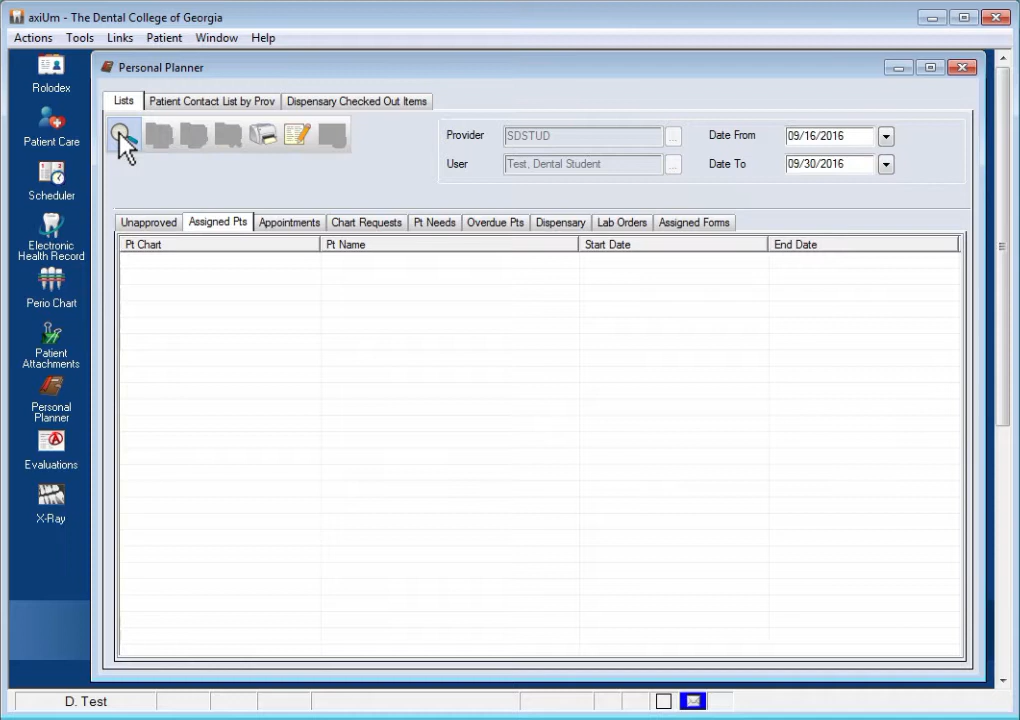 axiUm - The Dental College of Georgia
Actions Tools Links Patient Window Help
Rolodex
Patient Care
Scheduler
Electronic
Health Record
Perio Chart
Patient
Attachments
Personal
Planner
Evaluations
X-Ray
Personal Planner
Lists Patient Contact List by Prov Dispensary Checked Out Items
Provider SDSTUD ... Date From 09/16/2016
User Test, Dental Student ... Date To 09/30/2016
Unapproved Assigned Pts Appointments Chart Requests Pt Needs Overdue Pts Dispensary Lab Orders Assigned Forms
Pt Chart Pt Name Start Date End Date
D. Test